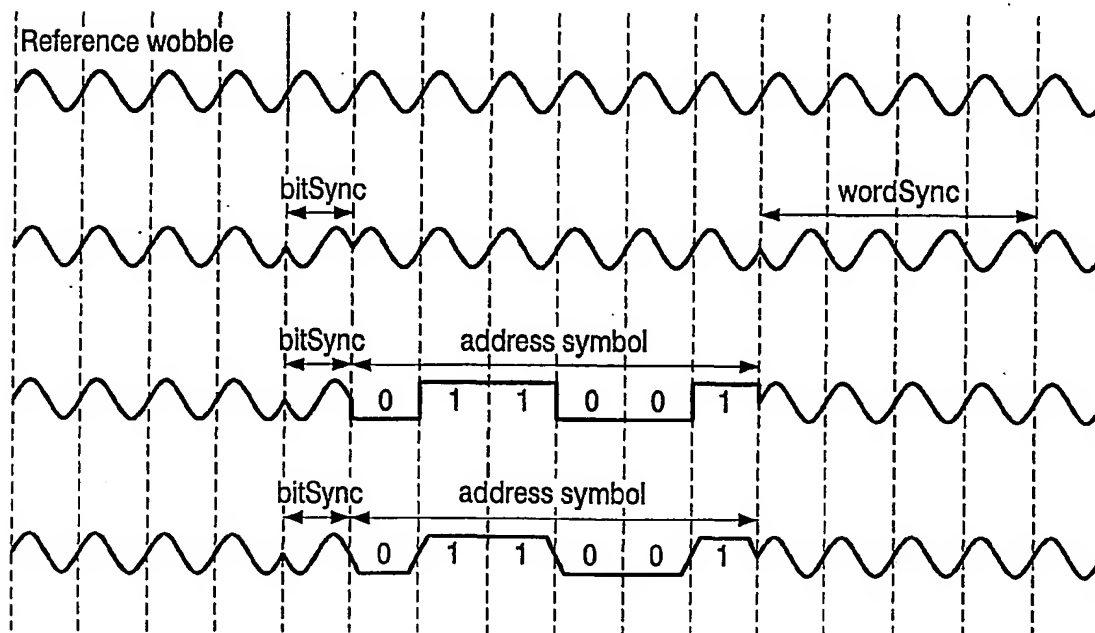 Reference wobble
bitSync
wordSync
bitSync
address symbol
0 1 1 0 0 1
bitSync
address symbol
0 1 1 0 0 1